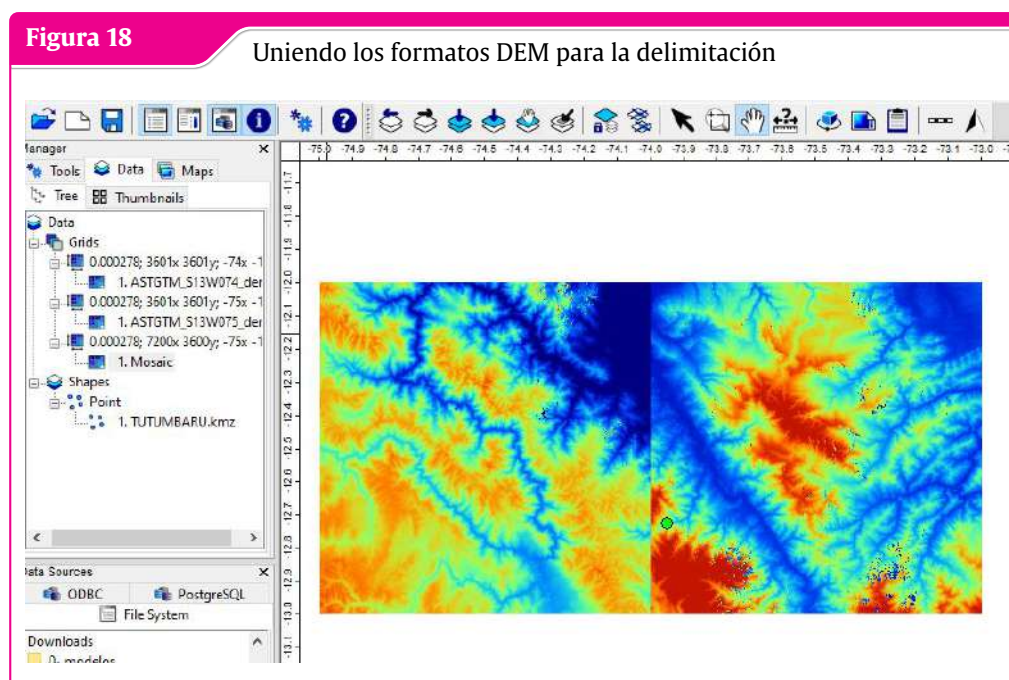 Figura 18
Uniendo los formatos DEM para la delimitación
Manager
Tools Data Maps
Tree Thumbnails
Data
Grids
0.000278; 3601x 3601y; -74x -1
1. ASTGTM_S13W074_der
0.000278; 3601x 3601y; -75x -1
1. ASTGTM_S13W075_der
0.000278; 7200x 3600y; -75x -1
1. Mosaic
Shapes
Point
1. TUTUMBARU.kmz
Data Sources
ODBC PostgreSQL
File System
Downloads
-75.0 -74.9 -74.8 -74.7 -74.6 -74.5 -74.4 -74.3 -74.2 -74.1 -74.0 -73.9 -73.8 -73.7 -73.6 -73.5 -73.4 -73.3 -73.2 -73.1 -73.0
-11.7
-11.8
-11.9
-12.0
-12.1
-12.2
-12.3
-12.4
-12.5
-12.6
-12.7
-12.8
-12.9
-13.0
-13.1